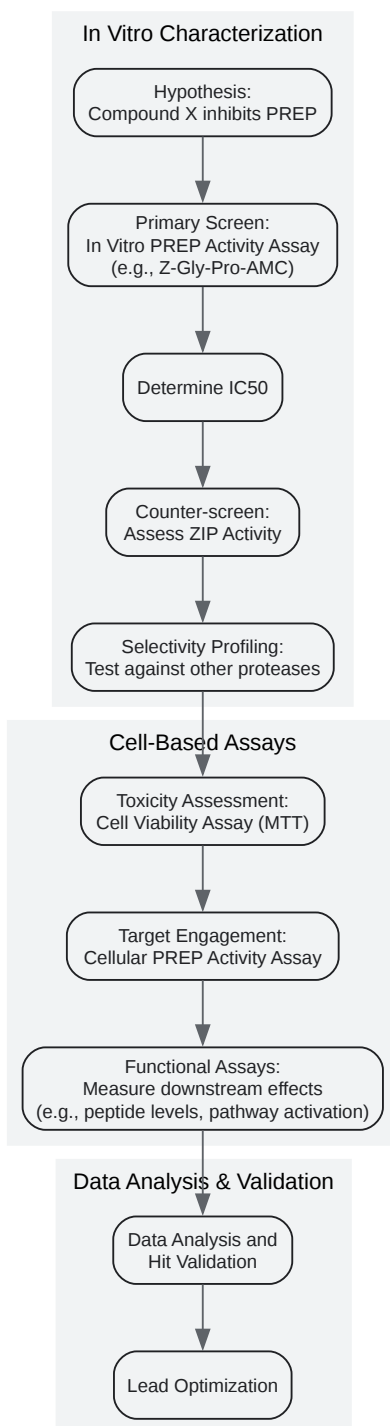 In Vitro Characterization
Hypothesis:
Compound X inhibits PREP
Primary Screen:
In Vitro PREP Activity Assay
(e.g., Z-Gly-Pro-AMC)
Determine IC50
Counter-screen:
Assess ZIP Activity
Selectivity Profiling:
Test against other proteases
Cell-Based Assays
Toxicity Assessment:
Cell Viability Assay (MTT)
Target Engagement:
Cellular PREP Activity Assay
Functional Assays:
Measure downstream effects
(e.g., peptide levels, pathway activation)
Data Analysis & Validation
Data Analysis and
Hit Validation
Lead Optimization